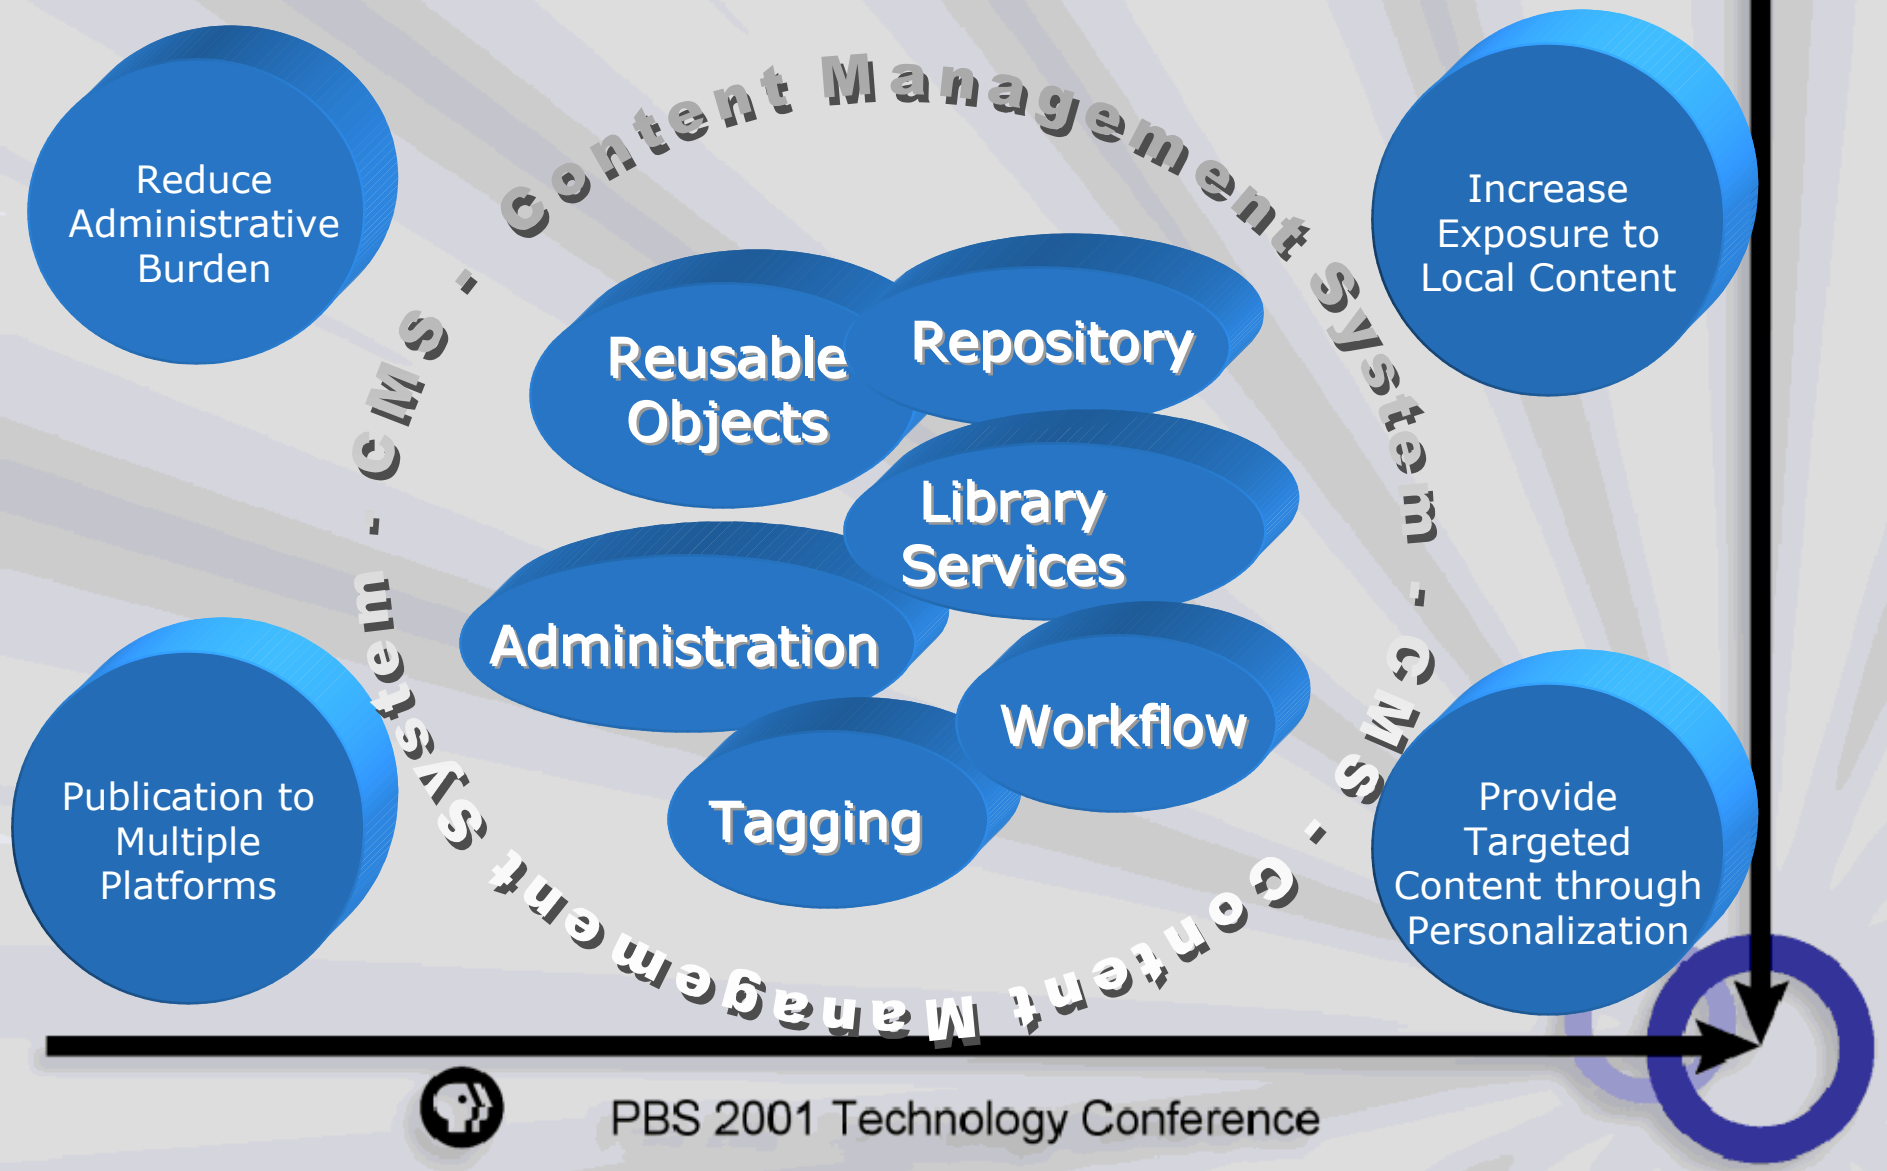 Content Management System - CMS - Content Management System - CMS -
Reduce
Administrative
Burden
Increase
Exposure to
Local Content
Reusable
Objects
Repository
Library
Services
Administration
Workflow
Tagging
Publication to
Multiple
Platforms
Provide
Targeted
Content through
Personalization
PBS 2001 Technology Conference